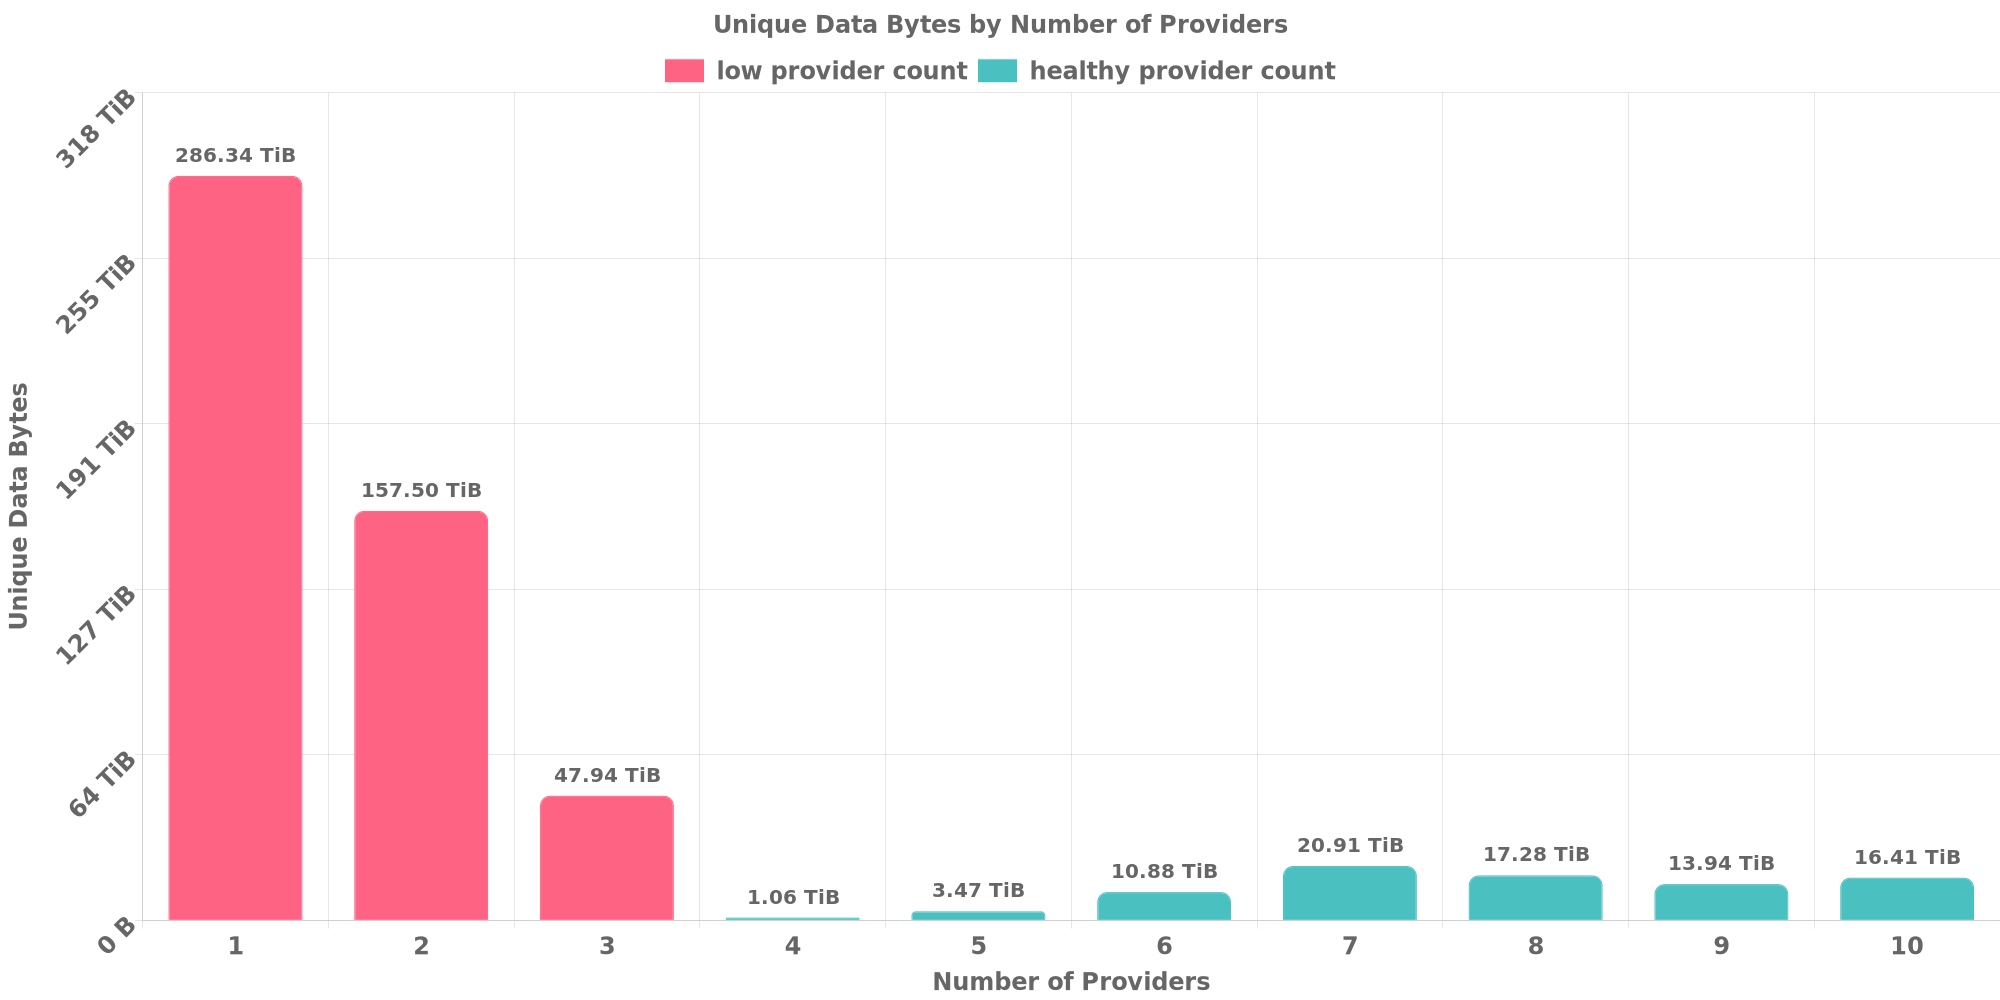 Unique Data Bytes by Number of Providers
low provider count healthy provider count
318 TiB
255 TiB
191 TiB
127 TiB
64 TiB
0 B
Unique Data Bytes
286.34 TiB
157.50 TiB
47.94 TiB
1.06 TiB
3.47 TiB
10.88 TiB
20.91 TiB
17.28 TiB
13.94 TiB
16.41 TiB
1 2 3 4 5 6 7 8 9 10
Number of Providers